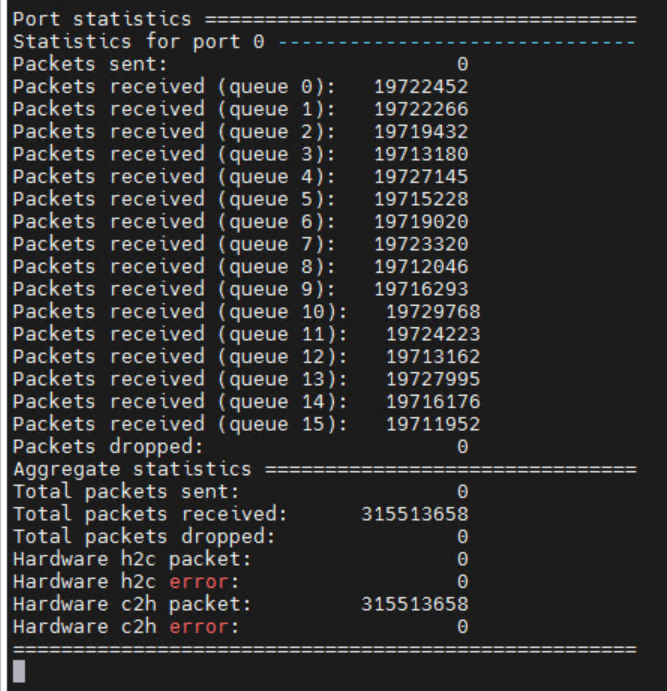 Port statistics ====================================
Statistics for port 0 ------------------------------
Packets sent: 0
Packets received (queue 0): 19722452
Packets received (queue 1): 19722266
Packets received (queue 2): 19719432
Packets received (queue 3): 19713180
Packets received (queue 4): 19727145
Packets received (queue 5): 19715228
Packets received (queue 6): 19719020
Packets received (queue 7): 19723320
Packets received (queue 8): 19712046
Packets received (queue 9): 19716293
Packets received (queue 10): 19729768
Packets received (queue 11): 19724223
Packets received (queue 12): 19713162
Packets received (queue 13): 19727995
Packets received (queue 14): 19716176
Packets received (queue 15): 19711952
Packets dropped: 0
Aggregate statistics ===============================
Total packets sent: 0
Total packets received: 315513658
Total packets dropped: 0
Hardware h2c packet: 0
Hardware h2c error: 0
Hardware c2h packet: 315513658
Hardware c2h error: 0
====================================================